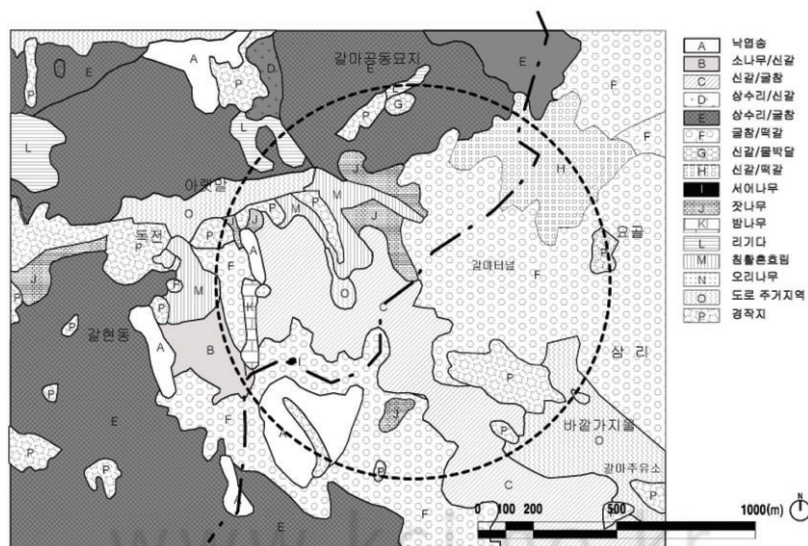 갈마공동묘지
아랫말
동전
갈현동
갈마터널
요골
삼 리
바깥가지울
갈마주유소
A 낙엽송
B 소나무/신갈
C 신갈/굴참
D 상수리/신갈
E 상수리/굴참
F 굴참/떡갈
G 신갈/물박달
H 신갈/떡갈
I 서어나무
J 잣나무
K 밤나무
L 리기다
M 침활혼효림
N 오리나무
O 도로 주거지역
P 경작지
0 100 200 500 1000(m)
N